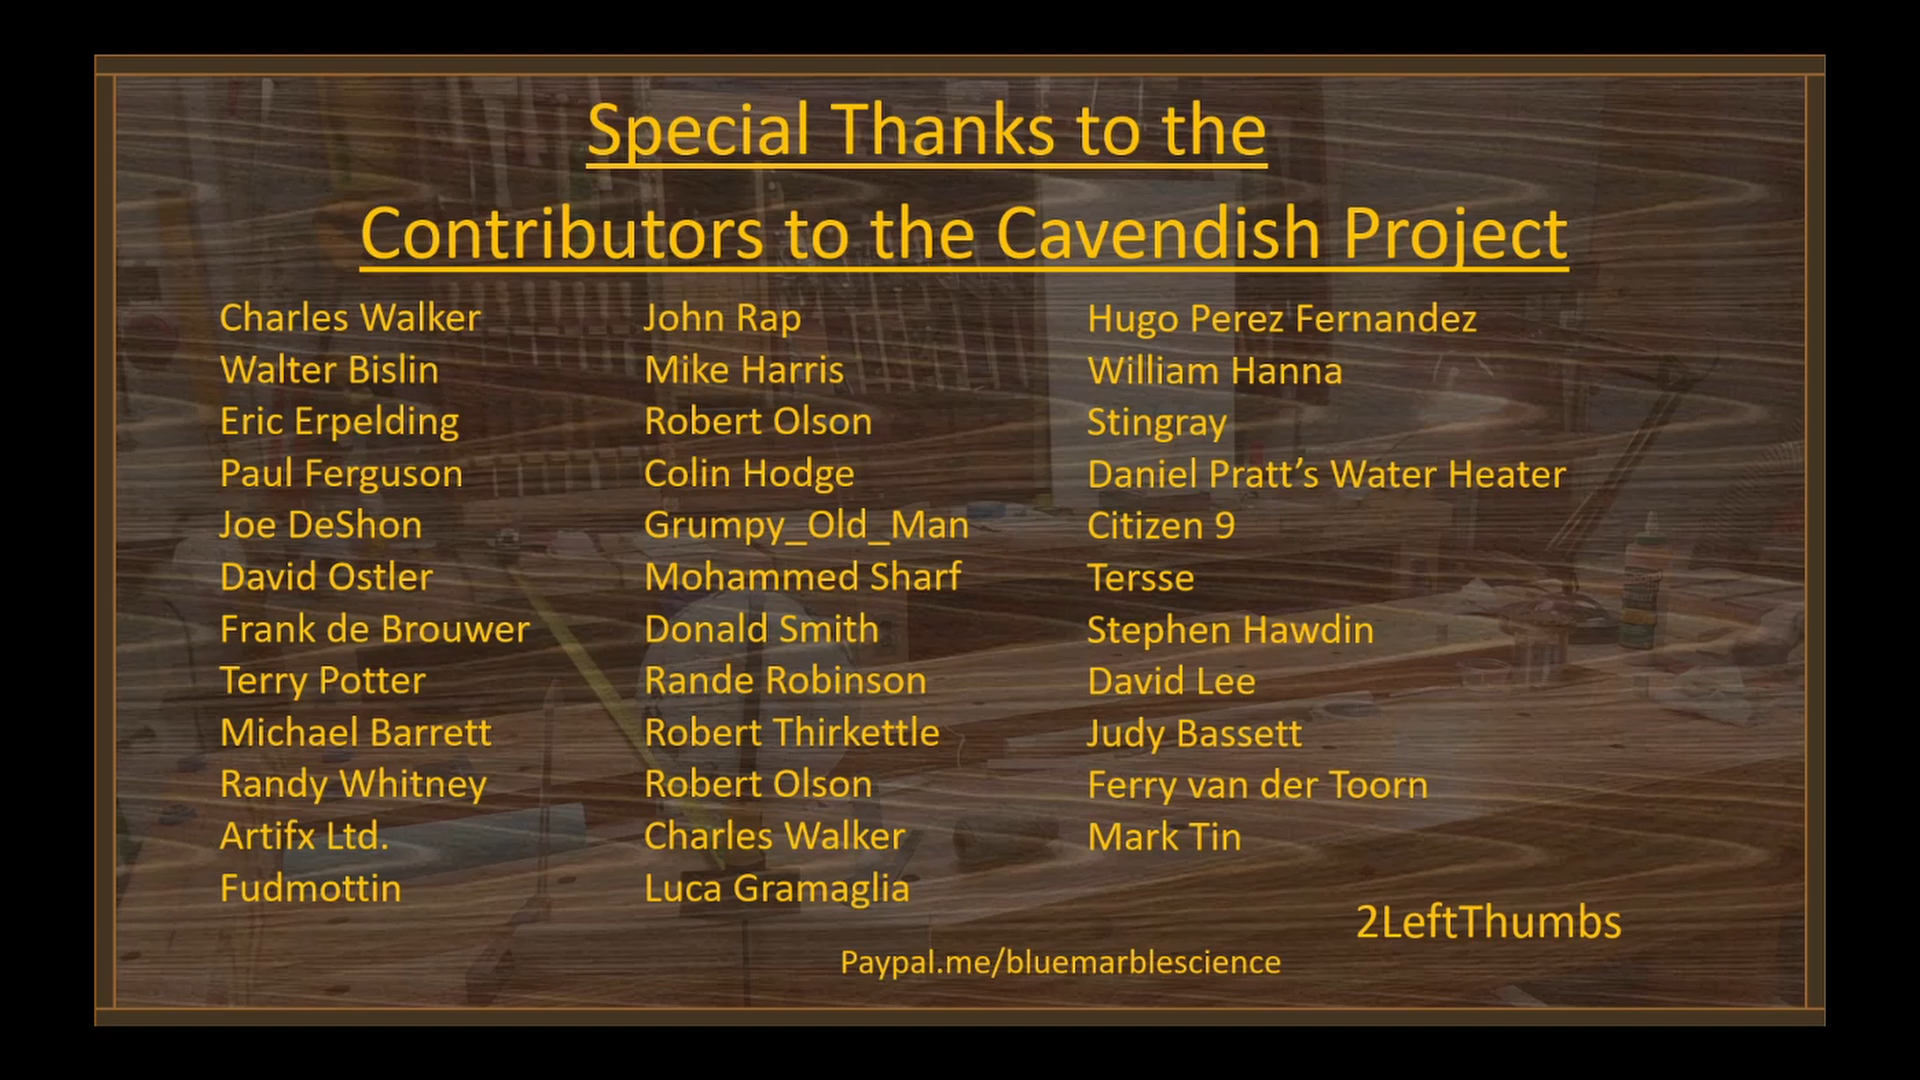 Special Thanks to the
Contributors to the Cavendish Project
Charles Walker
Walter Bislin
Eric Erpelding
Paul Ferguson
Joe DeShon
David Ostler
Frank de Brouwer
Terry Potter
Michael Barrett
Randy Whitney
Artifx Ltd.
Fudmottin
John Rap
Mike Harris
Robert Olson
Colin Hodge
Grumpy_Old_Man
Mohammed Sharf
Donald Smith
Rande Robinson
Robert Thirkettle
Robert Olson
Charles Walker
Luca Gramaglia
Hugo Perez Fernandez
William Hanna
Stingray
Daniel Pratt’s Water Heater
Citizen 9
Tersse
Stephen Hawdin
David Lee
Judy Bassett
Ferry van der Toorn
Mark Tin
2LeftThumbs
Paypal.me/bluemarblescience